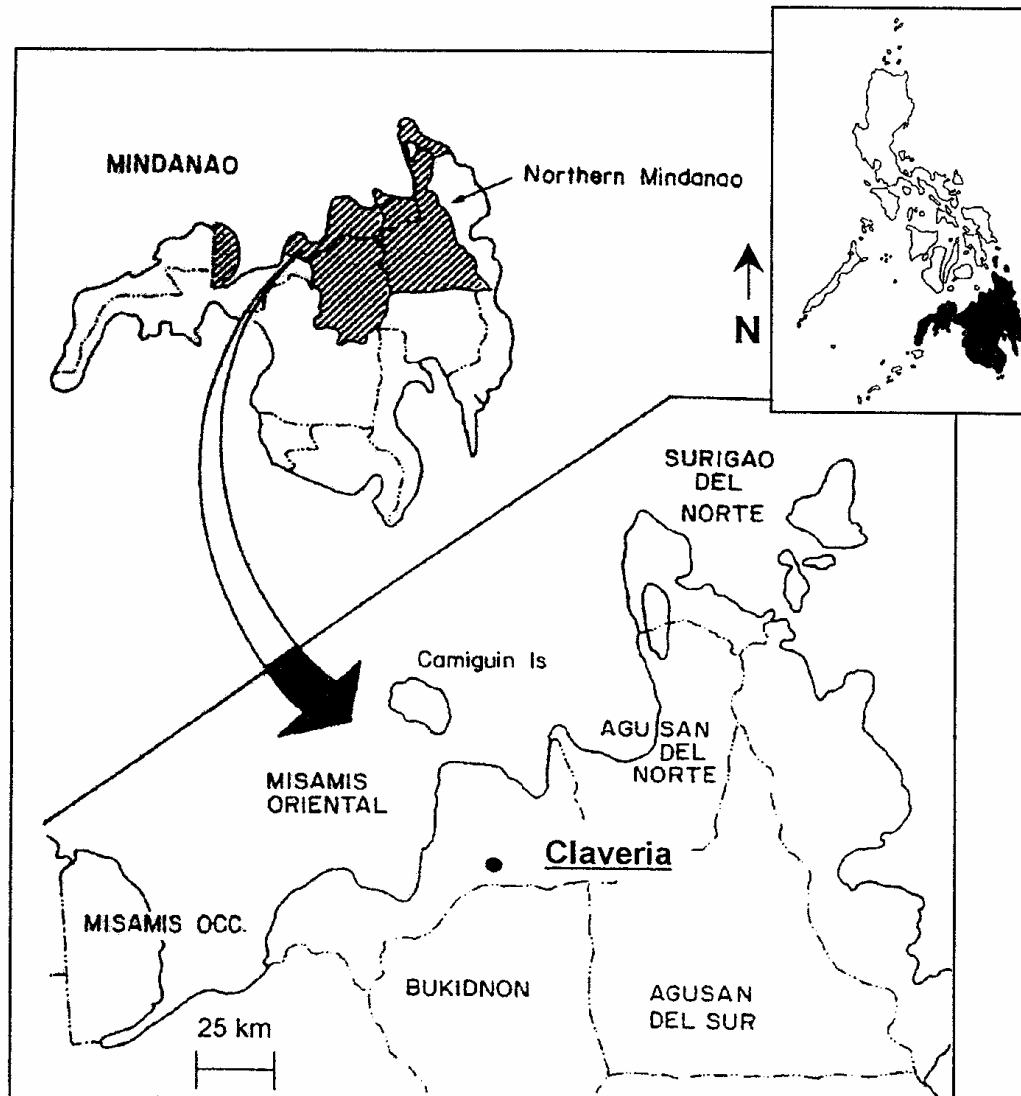 MINDANAO
Northern Mindanao
N
SURIGAO
DEL
NORTE
Camiguin Is
AGUSAN
DEL
NORTE
MISAMIS
ORIENTAL
Claveria
MISAMIS OCC.
BUKIDNON
AGUSAN
DEL SUR
25 km